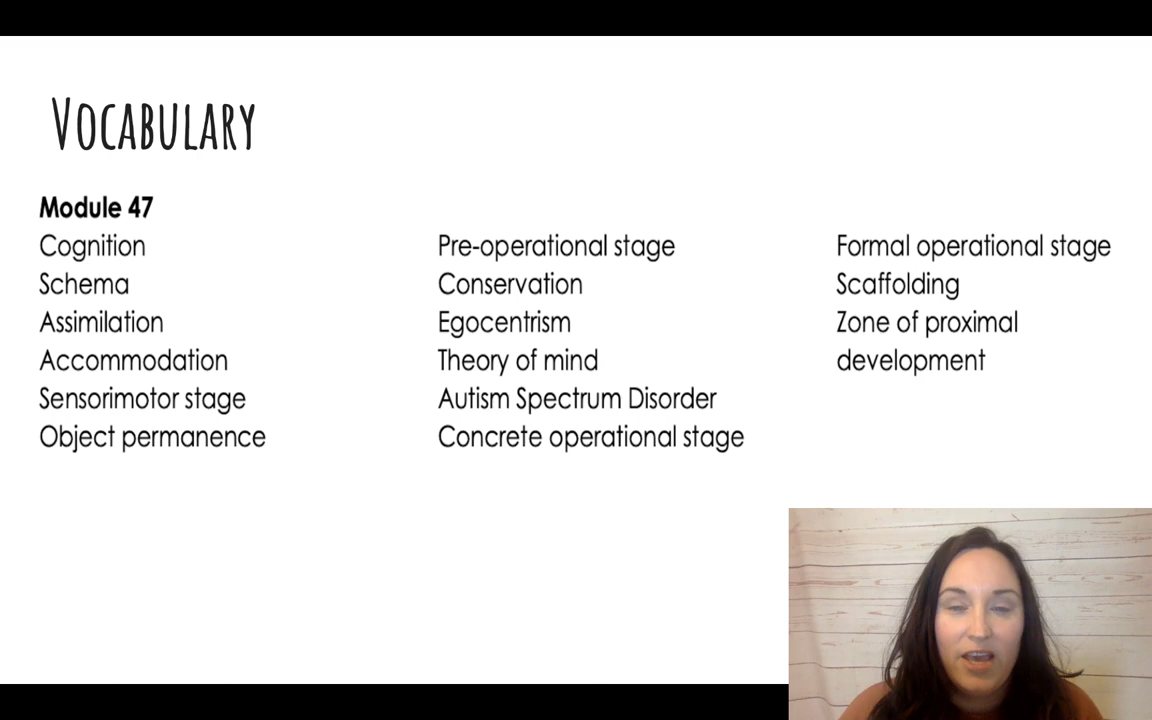 VOCABULARY
Module 47
Cognition
Schema
Assimilation
Accommodation
Sensorimotor stage
Object permanence
Pre-operational stage
Conservation
Egocentrism
Theory of mind
Autism Spectrum Disorder
Concrete operational stage
Formal operational stage
Scaffolding
Zone of proximal
development